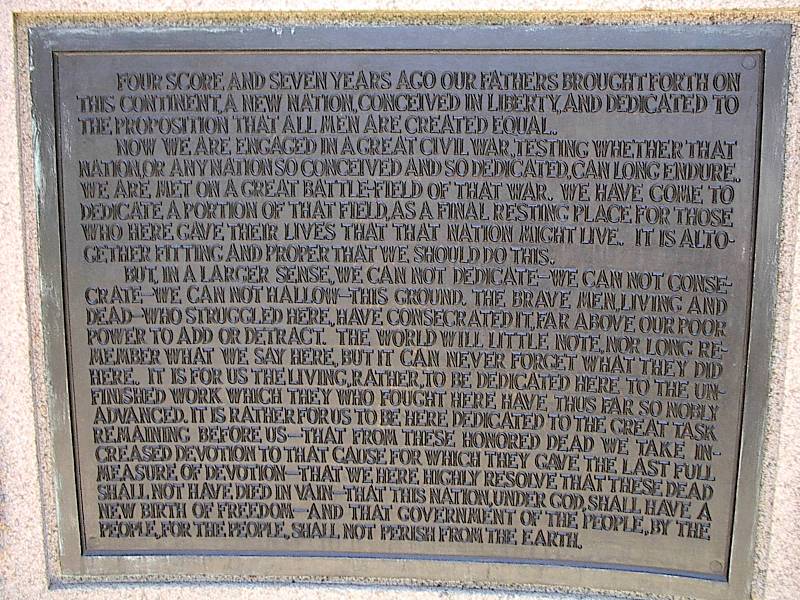 FOUR SCORE AND SEVEN YEARS AGO OUR FATHERS BROUGHT FORTH ON
THIS CONTINENT, A NEW NATION, CONCEIVED IN LIBERTY, AND DEDICATED TO
THE PROPOSITION THAT ALL MEN ARE CREATED EQUAL.
NOW WE ARE ENGAGED IN A GREAT CIVIL WAR, TESTING WHETHER THAT
NATION, OR ANY NATION SO CONCEIVED AND SO DEDICATED, CAN LONG ENDURE.
WE ARE MET ON A GREAT BATTLE-FIELD OF THAT WAR. WE HAVE COME TO
DEDICATE A PORTION OF THAT FIELD, AS A FINAL RESTING PLACE FOR THOSE
WHO HERE GAVE THEIR LIVES THAT THAT NATION MIGHT LIVE. IT IS ALTO-
GETHER FITTING AND PROPER THAT WE SHOULD DO THIS.
BUT, IN A LARGER SENSE, WE CAN NOT DEDICATE—WE CAN NOT CONSE-
CRATE—WE CAN NOT HALLOW—THIS GROUND. THE BRAVE MEN, LIVING AND
DEAD—WHO STRUGGLED HERE, HAVE CONSECRATED IT, FAR ABOVE OUR POOR
POWER TO ADD OR DETRACT. THE WORLD WILL LITTLE NOTE, NOR LONG RE-
MEMBER WHAT WE SAY HERE, BUT IT CAN NEVER FORGET WHAT THEY DID
HERE. IT IS FOR US THE LIVING, RATHER, TO BE DEDICATED HERE TO THE UN-
FINISHED WORK WHICH THEY WHO FOUGHT HERE HAVE THUS FAR SO NOBLY
ADVANCED. IT IS RATHER FOR US TO BE HERE DEDICATED TO THE GREAT TASK
REMAINING BEFORE US—THAT FROM THESE HONORED DEAD WE TAKE IN-
CREASED DEVOTION TO THAT CAUSE FOR WHICH THEY GAVE THE LAST FULL
MEASURE OF DEVOTION—THAT WE HERE HIGHLY RESOLVE THAT THESE DEAD
SHALL NOT HAVE DIED IN VAIN—THAT THIS NATION, UNDER GOD, SHALL HAVE A
NEW BIRTH OF FREEDOM—AND THAT GOVERNMENT OF THE PEOPLE, BY THE
PEOPLE, FOR THE PEOPLE, SHALL NOT PERISH FROM THE EARTH.